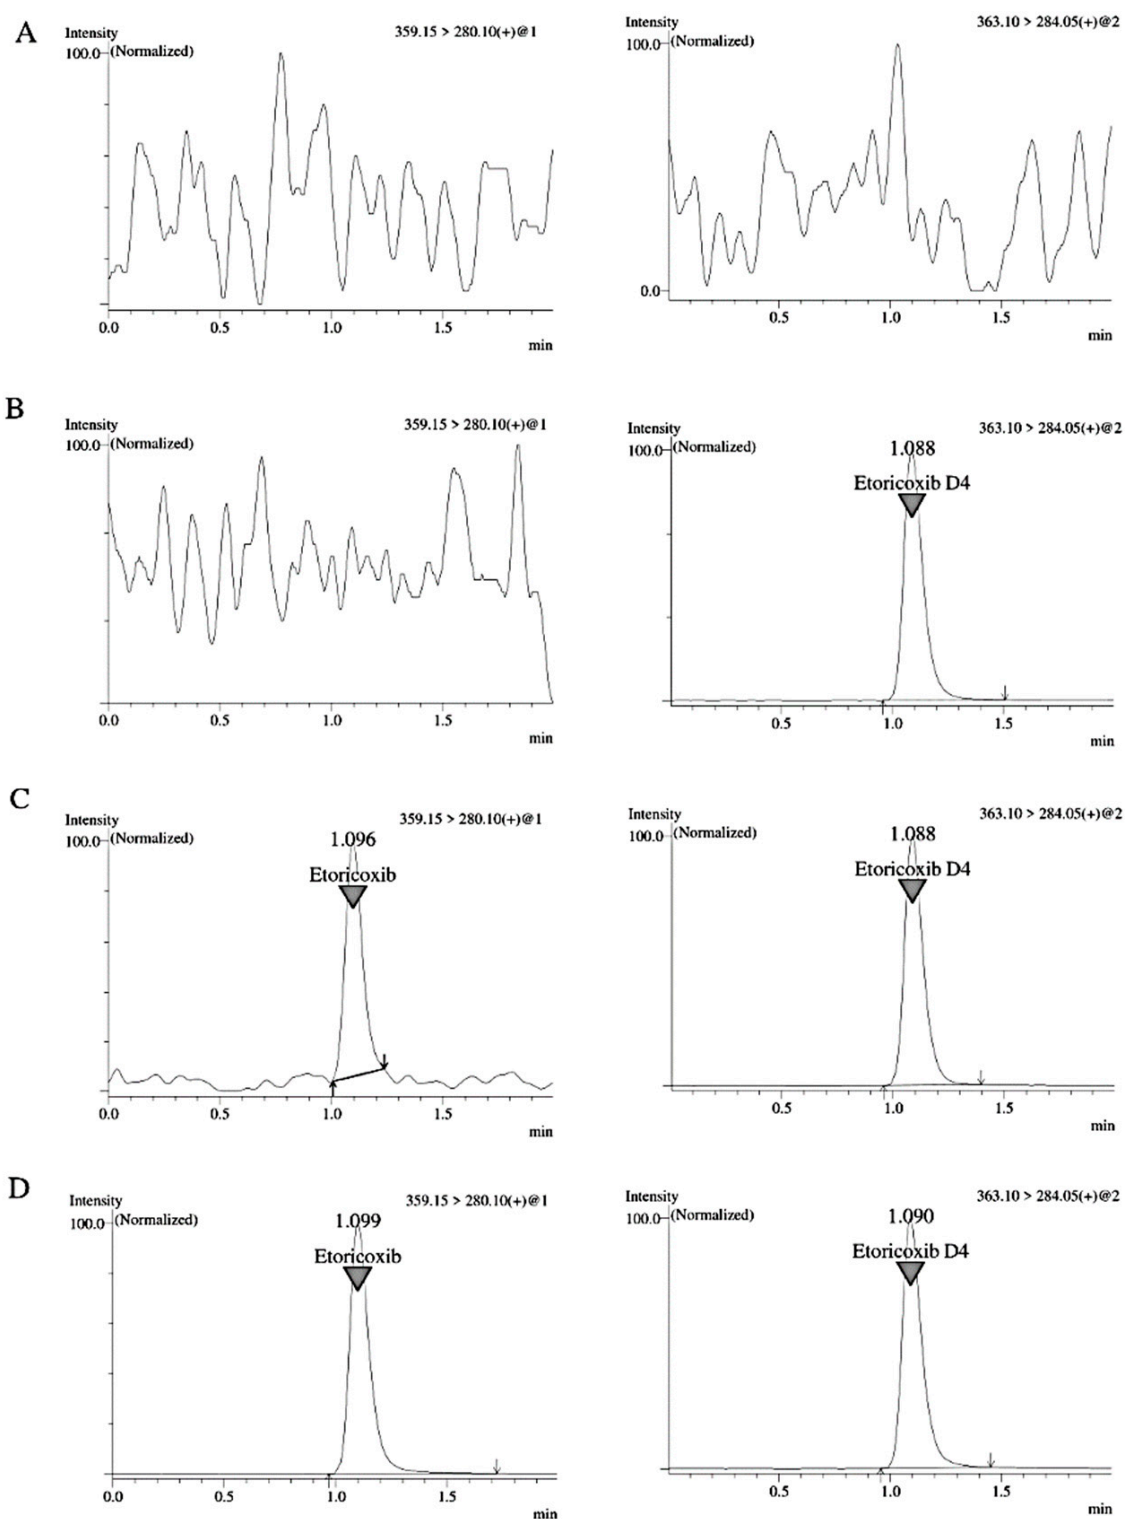 A
Intensity
(Normalized)
359.15 > 280.10(+)@1
100.0
0.0 0.5 1.0 1.5
min
Intensity
(Normalized)
363.10 > 284.05(+)@2
100.0
0.0
0.5 1.0 1.5
min
B
Intensity
(Normalized)
359.15 > 280.10(+)@1
100.0
0.0 0.5 1.0 1.5
min
Intensity
(Normalized)
363.10 > 284.05(+)@2
100.0
1.088
Etoricoxib D4
0.5 1.0 1.5
min
C
Intensity
(Normalized)
359.15 > 280.10(+)@1
100.0
1.096
Etoricoxib
0.0 0.5 1.0 1.5
min
Intensity
(Normalized)
363.10 > 284.05(+)@2
100.0
1.088
Etoricoxib D4
0.5 1.0 1.5
min
D
Intensity
(Normalized)
359.15 > 280.10(+)@1
100.0
1.099
Etoricoxib
0.0 0.5 1.0 1.5
min
Intensity
(Normalized)
363.10 > 284.05(+)@2
100.0
1.090
Etoricoxib D4
0.5 1.0 1.5
min